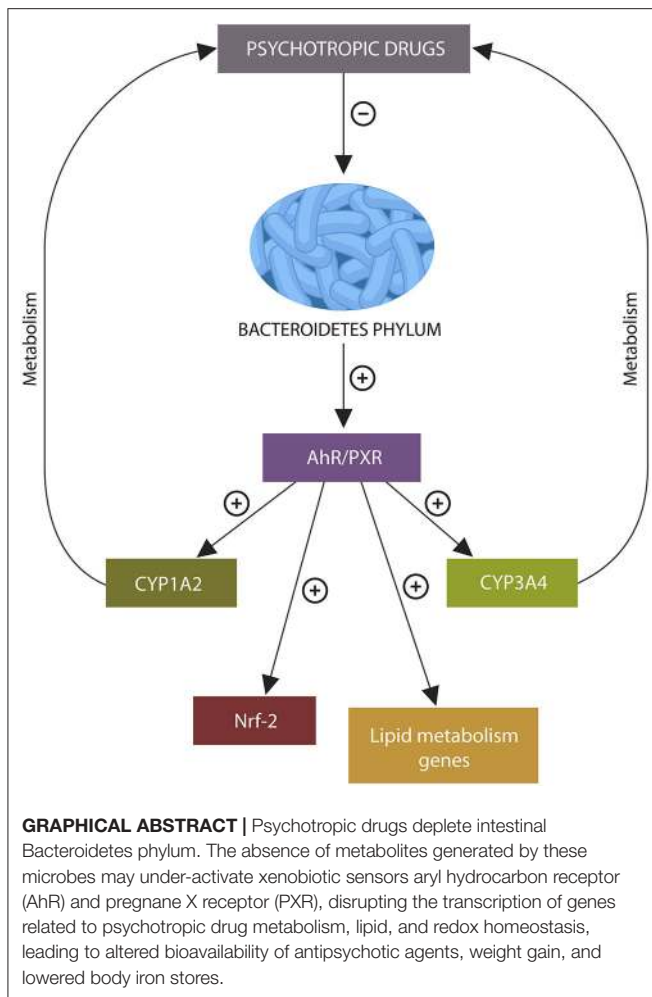 PSYCHOTROPIC DRUGS
−
BACTEROIDETES PHYLUM
+
Metabolism
Metabolism
AhR/PXR
+
+
CYP1A2
+
+
CYP3A4
Nrf-2
Lipid metabolism
genes
GRAPHICAL ABSTRACT | Psychotropic drugs deplete intestinal
Bacteroidetes phylum. The absence of metabolites generated by these
microbes may under-activate xenobiotic sensors aryl hydrocarbon receptor
(AhR) and pregnane X receptor (PXR), disrupting the transcription of genes
related to psychotropic drug metabolism, lipid, and redox homeostasis,
leading to altered bioavailability of antipsychotic agents, weight gain, and
lowered body iron stores.